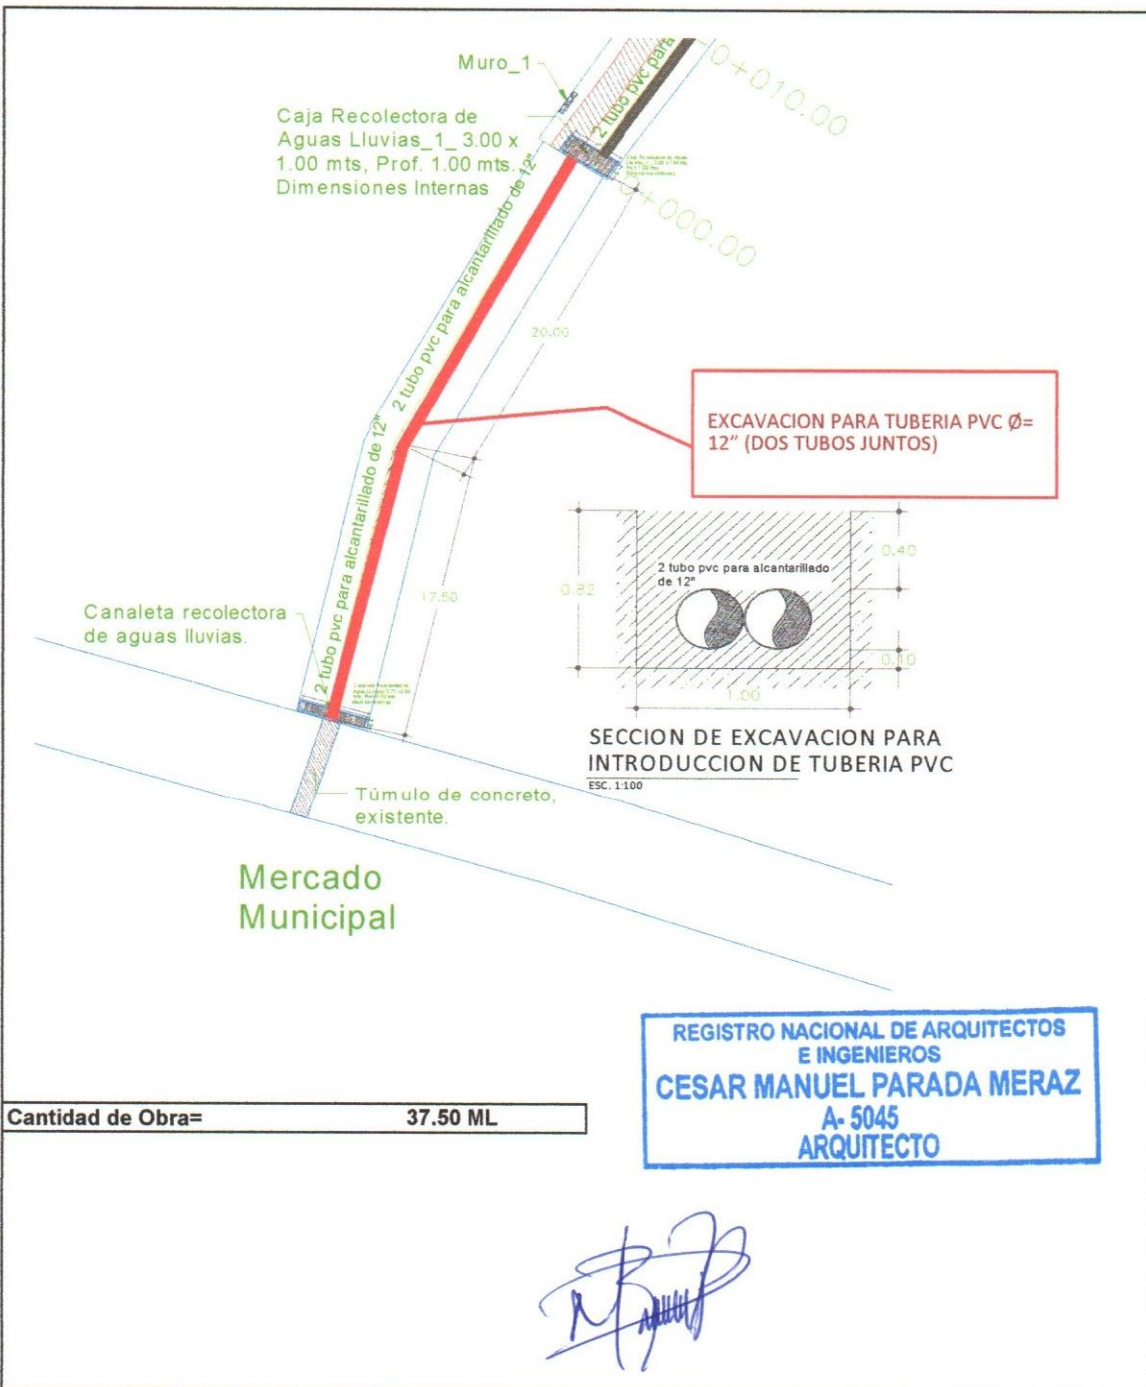 Muro_1
Caja Recolectora de
Aguas Lluvias_1_ 3.00 x
1.00 mts, Prof. 1.00 mts.
Dimensiones Internas
2 tubo pvc para
0+010.00
0+000.00
2 tubo pvc para alcantarillado de 12"
20.00
EXCAVACION PARA TUBERIA PVC Ø=
12" (DOS TUBOS JUNTOS)
2 tubo pvc para alcantarillado de 12"
17.50
2 tubo pvc para alcantarillado
de 12"
0.82
0.40
0.10
1.00
Canaleta recolectora
de aguas lluvias.
SECCION DE EXCAVACION PARA
INTRODUCCION DE TUBERIA PVC
ESC. 1:100
Túmulo de concreto,
existente.
Mercado
Municipal
REGISTRO NACIONAL DE ARQUITECTOS
E INGENIEROS
CESAR MANUEL PARADA MERAZ
A- 5045
ARQUITECTO
Cantidad de Obra= 37.50 ML